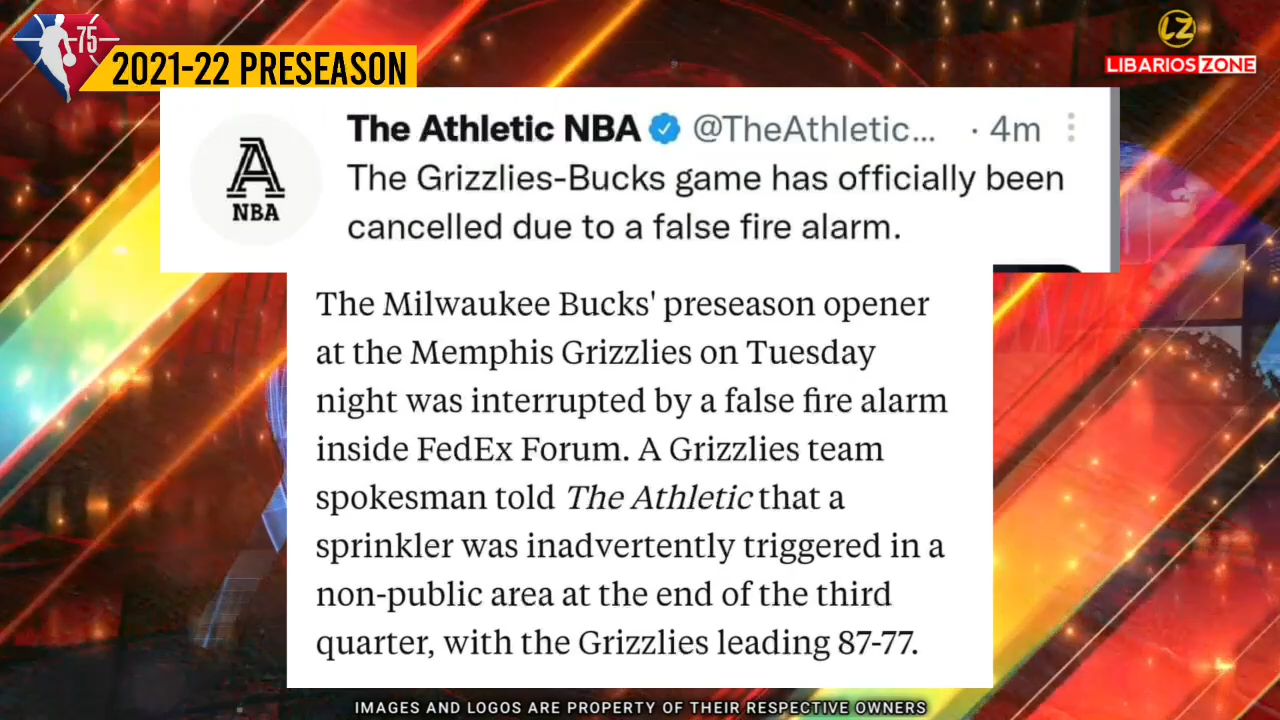 75
2021-22 PRESEASON
LZ
LIBARIOS ZONE
A
NBA
The Athletic NBA @TheAthletic... · 4m
The Grizzlies-Bucks game has officially been
cancelled due to a false fire alarm.
The Milwaukee Bucks' preseason opener
at the Memphis Grizzlies on Tuesday
night was interrupted by a false fire alarm
inside FedEx Forum. A Grizzlies team
spokesman told The Athletic that a
sprinkler was inadvertently triggered in a
non-public area at the end of the third
quarter, with the Grizzlies leading 87-77.
IMAGES AND LOGOS ARE PROPERTY OF THEIR RESPECTIVE OWNERS